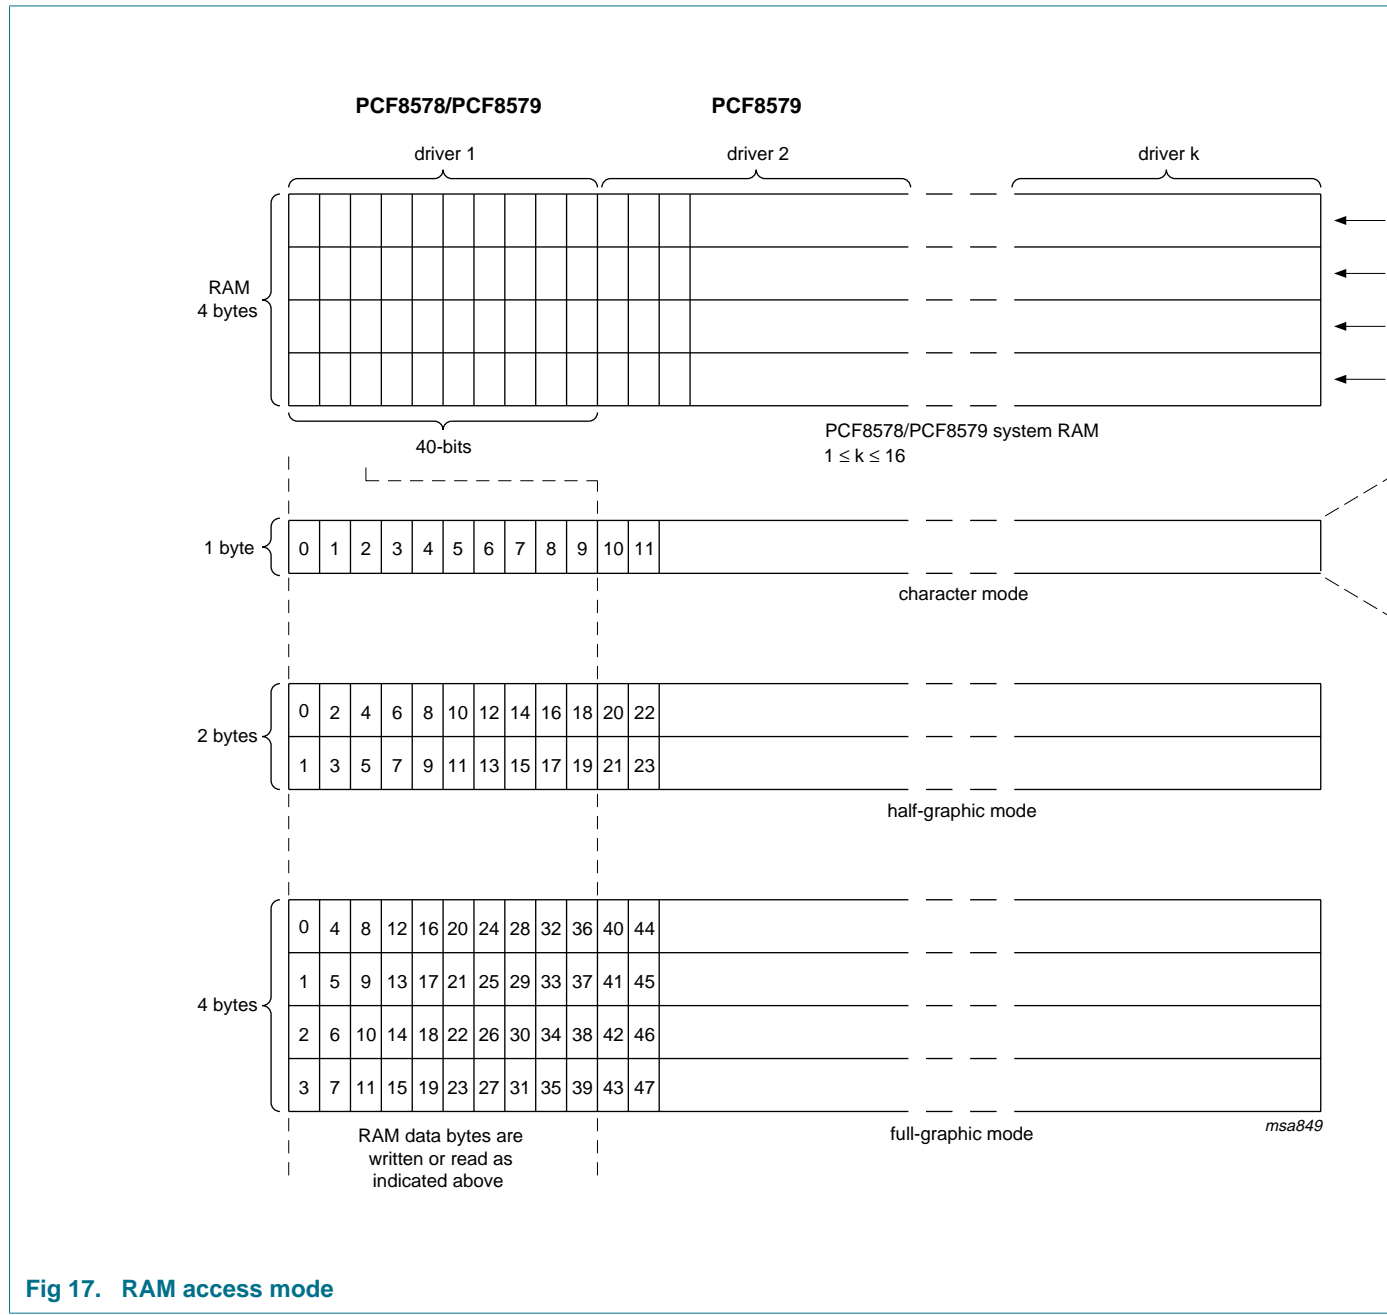 PCF8578/PCF8579 PCF8579
driver 1 driver 2 driver k
RAM
4 bytes
40-bits
PCF8578/PCF8579 system RAM
1 ≤ k ≤ 16
1 byte
0 1 2 3 4 5 6 7 8 9 10 11
character mode
2 bytes
0 2 4 6 8 10 12 14 16 18 20 22
1 3 5 7 9 11 13 15 17 19 21 23
half-graphic mode
4 bytes
0 4 8 12 16 20 24 28 32 36 40 44
1 5 9 13 17 21 25 29 33 37 41 45
2 6 10 14 18 22 26 30 34 38 42 46
3 7 11 15 19 23 27 31 35 39 43 47
full-graphic mode
msa849
RAM data bytes are
written or read as
indicated above
Fig 17. RAM access mode